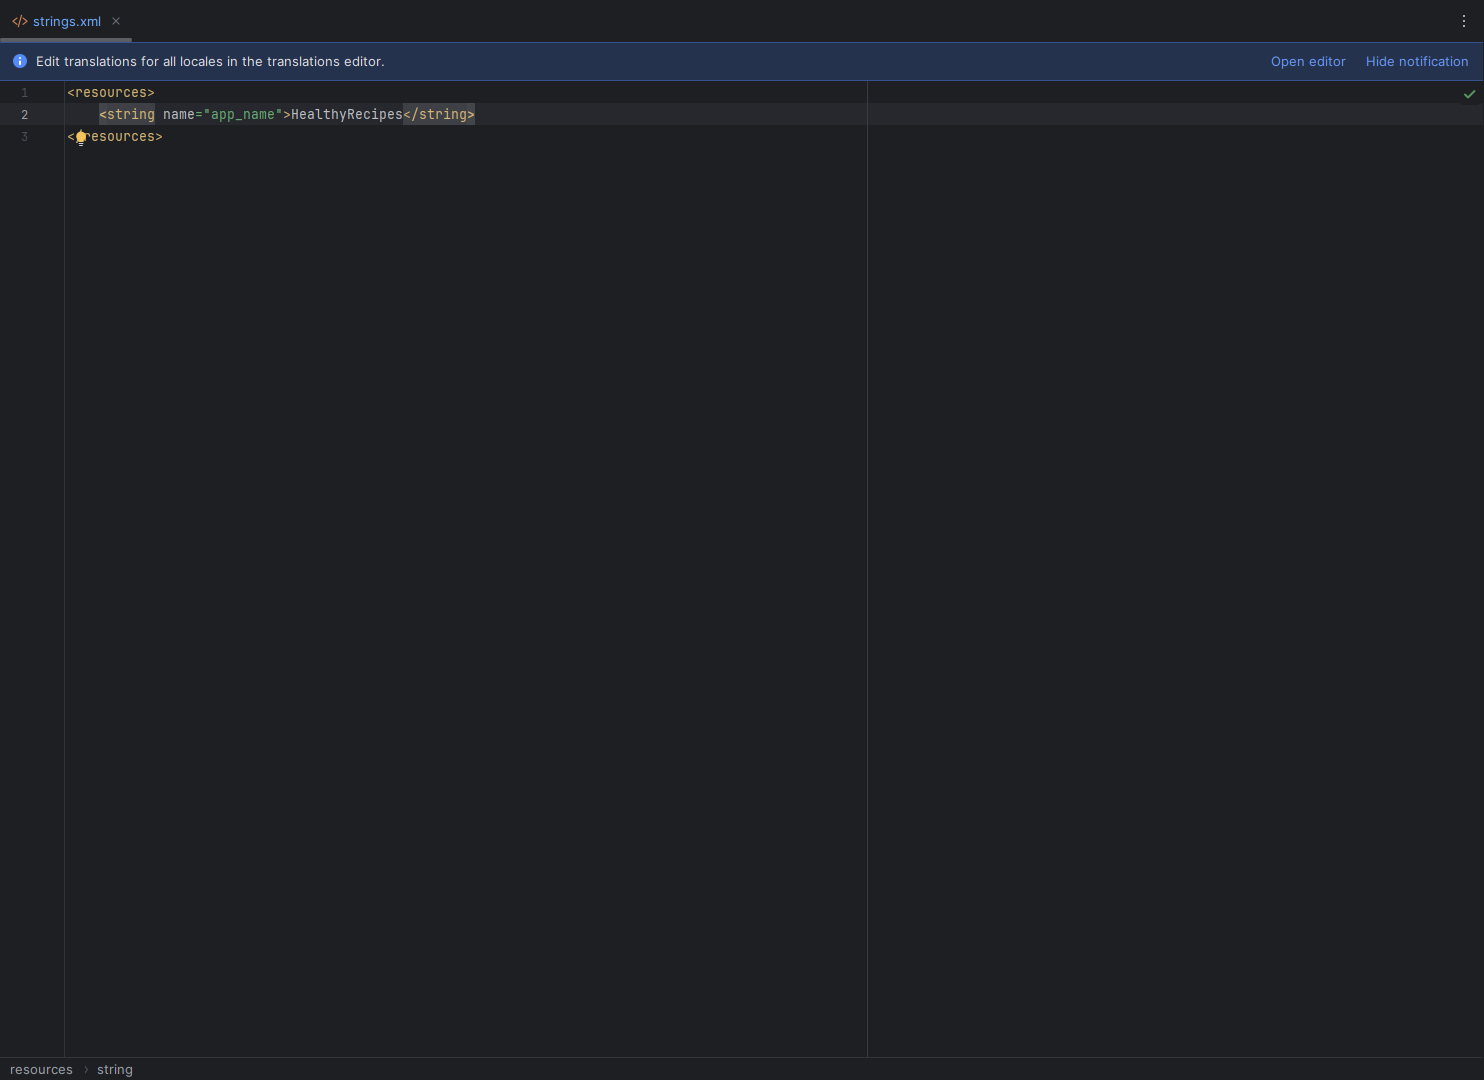 strings.xml
Edit translations for all locales in the translations editor. Open editor Hide notification
1 <resources>
2 <string name="app_name">HealthyRecipes</string>
3 </resources>
resources › string